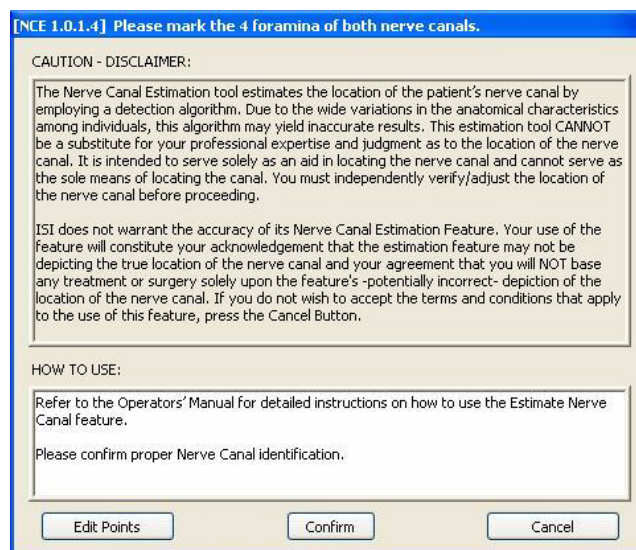 [NCE 1.0.1.4] Please mark the 4 foramina of both nerve canals.
CAUTION - DISCLAIMER:
The Nerve Canal Estimation tool estimates the location of the patient's nerve canal by
employing a detection algorithm. Due to the wide variations in the anatomical characteristics
among individuals, this algorithm may yield inaccurate results. This estimation tool CANNOT
be a substitute for your professional expertise and judgment as to the location of the nerve
canal. It is intended to serve solely as an aid in locating the nerve canal and cannot serve as
the sole means of locating the canal. You must independently verify/adjust the location of
the nerve canal before proceeding.
ISI does not warrant the accuracy of its Nerve Canal Estimation Feature. Your use of the
feature will constitute your acknowledgement that the estimation feature may not be
depicting the true location of the nerve canal and your agreement that you will NOT base
any treatment or surgery solely upon the feature's -potentially incorrect- depiction of the
location of the nerve canal. If you do not wish to accept the terms and conditions that apply
to the use of this feature, press the Cancel Button.
HOW TO USE:
Refer to the Operators' Manual for detailed instructions on how to use the Estimate Nerve
Canal feature.
Please confirm proper Nerve Canal identification.
Edit Points Confirm Cancel